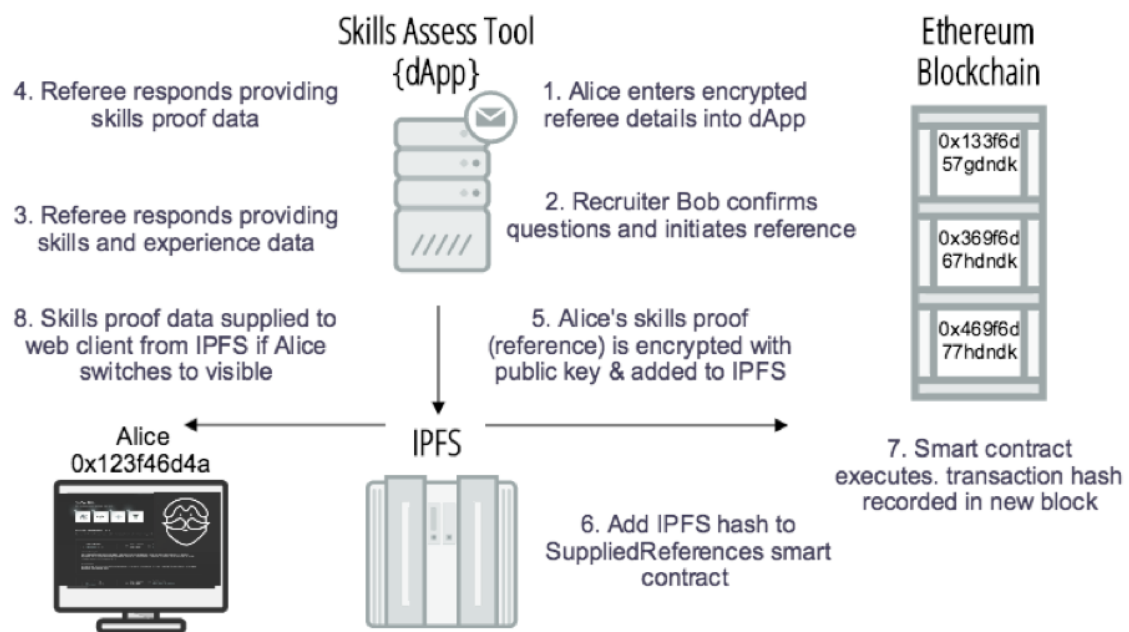 Skills Assess Tool
{dApp}
Ethereum
Blockchain
4. Referee responds providing
skills proof data
1. Alice enters encrypted
referee details into dApp
0x133f6d
57gdndk
3. Referee responds providing
skills and experience data
2. Recruiter Bob confirms
questions and initiates reference
0x369f6d
67hdndk
8. Skills proof data supplied to
web client from IPFS if Alice
switches to visible
5. Alice's skills proof
(reference) is encrypted with
public key & added to IPFS
0x469f6d
77hdndk
Alice
0x123f46d4a
IPFS
7. Smart contract
executes. transaction hash
recorded in new block
6. Add IPFS hash to
SuppliedReferences smart
contract